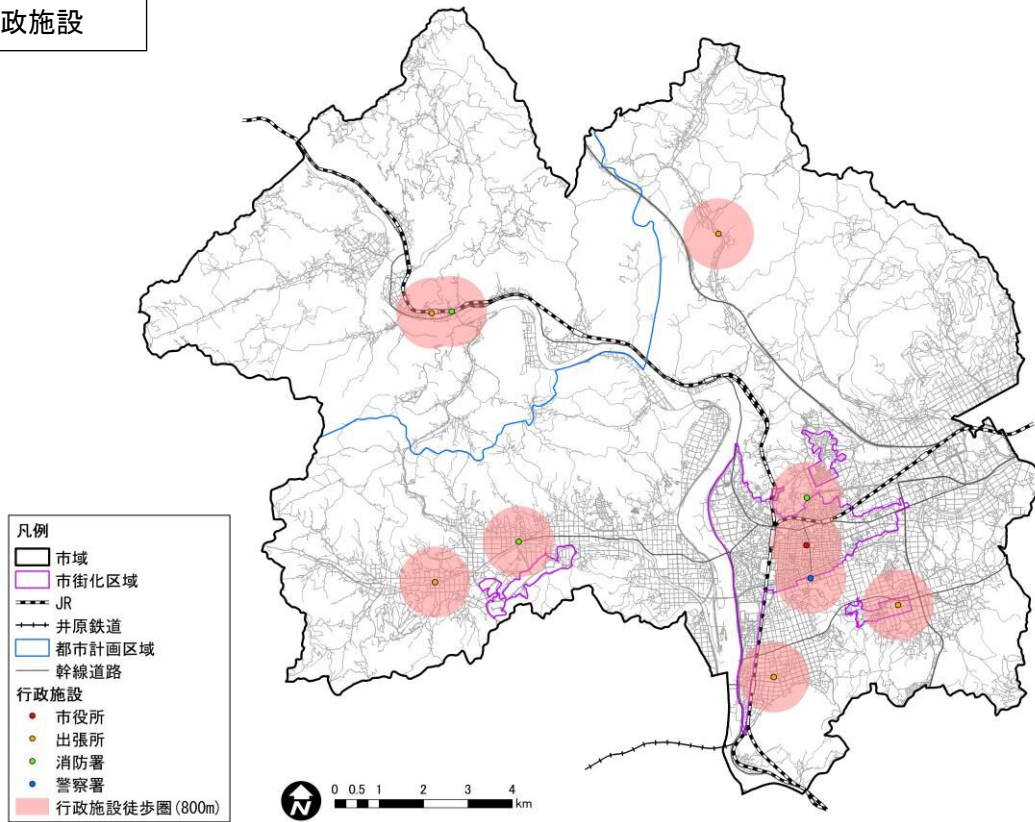 政施設
凡例
市域
市街化区域
JR
井原鉄道
都市計画区域
幹線道路
行政施設
市役所
出張所
消防署
警察署
行政施設徒歩圏(800m)
N
0 0.5 1 2 3 4
km